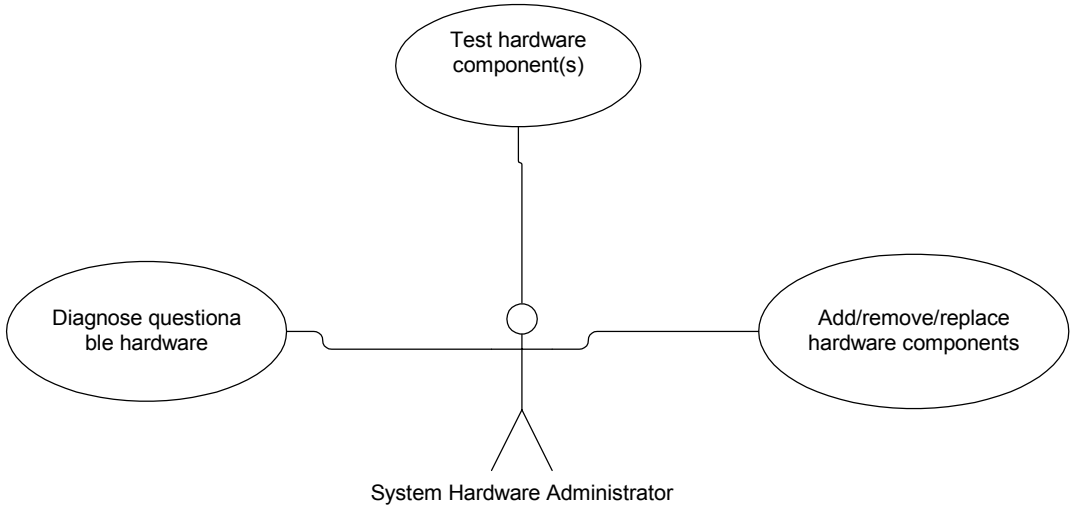 Test hardware
component(s)
Diagnose questiona
ble hardware
Add/remove/replace
hardware components
System Hardware Administrator